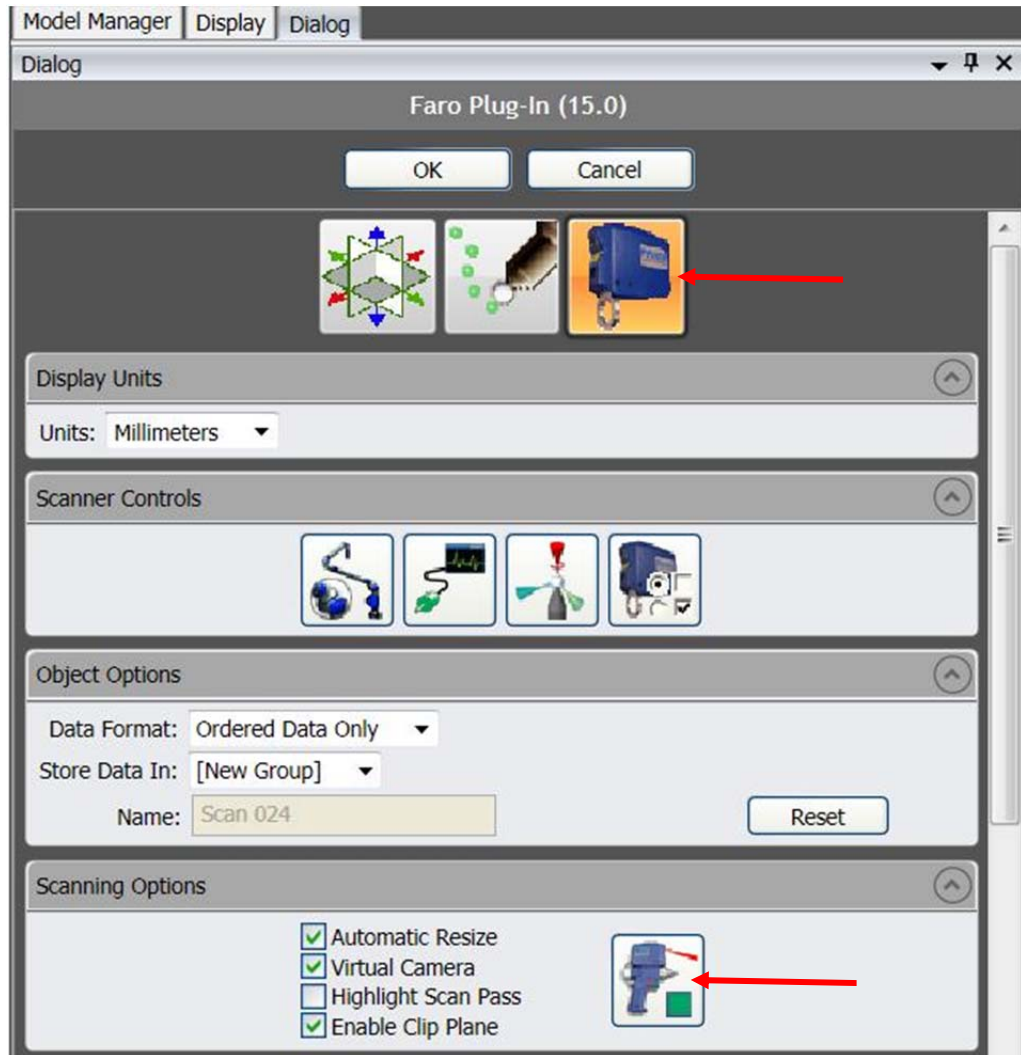 Model Manager Display Dialog
Dialog
Faro Plug-In (15.0)
OK Cancel
Display Units
Units: Millimeters
Scanner Controls
Object Options
Data Format: Ordered Data Only
Store Data In: [New Group]
Name: Scan 024 Reset
Scanning Options
Automatic Resize
Virtual Camera
Highlight Scan Pass
Enable Clip Plane